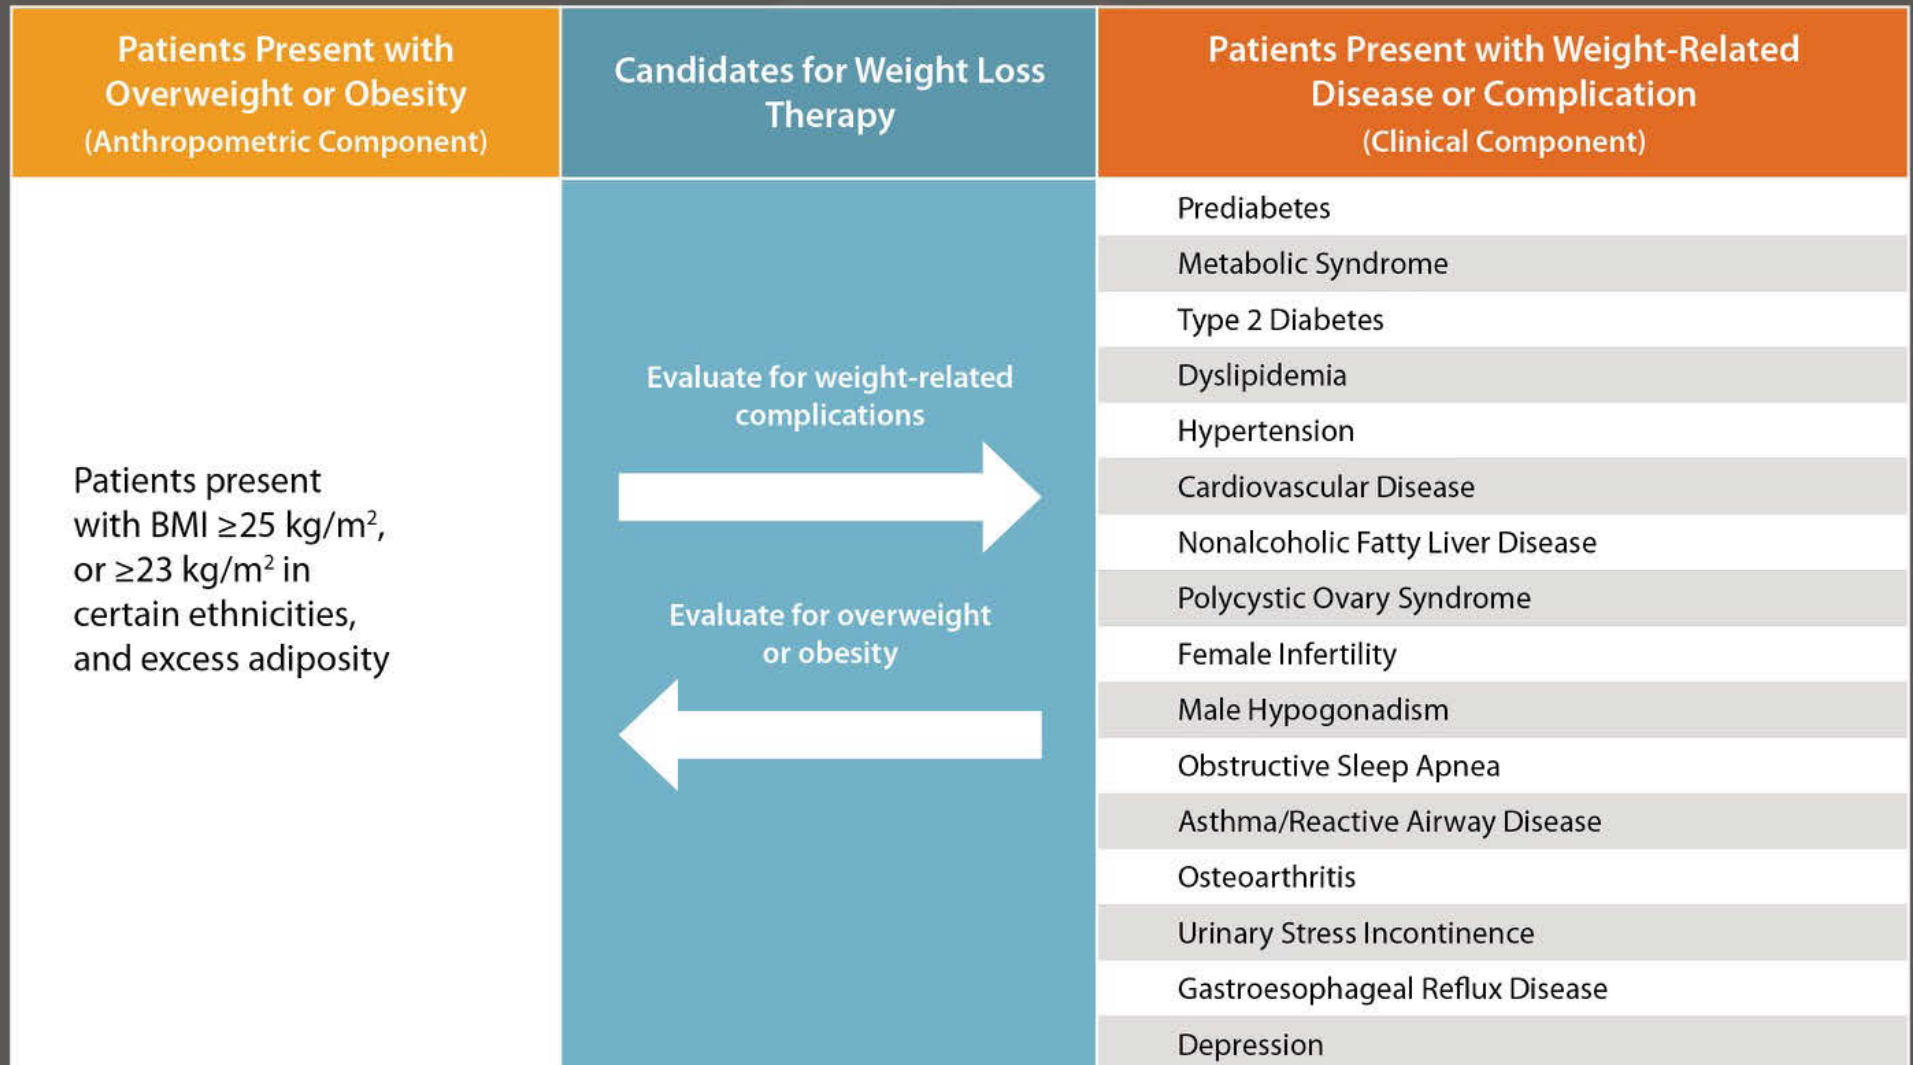 Patients Present with
Overweight or Obesity
(Anthropometric Component)
Candidates for Weight Loss
Therapy
Patients Present with Weight-Related
Disease or Complication
(Clinical Component)
Patients present
with BMI ≥25 kg/m²,
or ≥23 kg/m² in
certain ethnicities,
and excess adiposity
Evaluate for weight-related
complications
Evaluate for overweight
or obesity
Prediabetes
Metabolic Syndrome
Type 2 Diabetes
Dyslipidemia
Hypertension
Cardiovascular Disease
Nonalcoholic Fatty Liver Disease
Polycystic Ovary Syndrome
Female Infertility
Male Hypogonadism
Obstructive Sleep Apnea
Asthma/Reactive Airway Disease
Osteoarthritis
Urinary Stress Incontinence
Gastroesophageal Reflux Disease
Depression